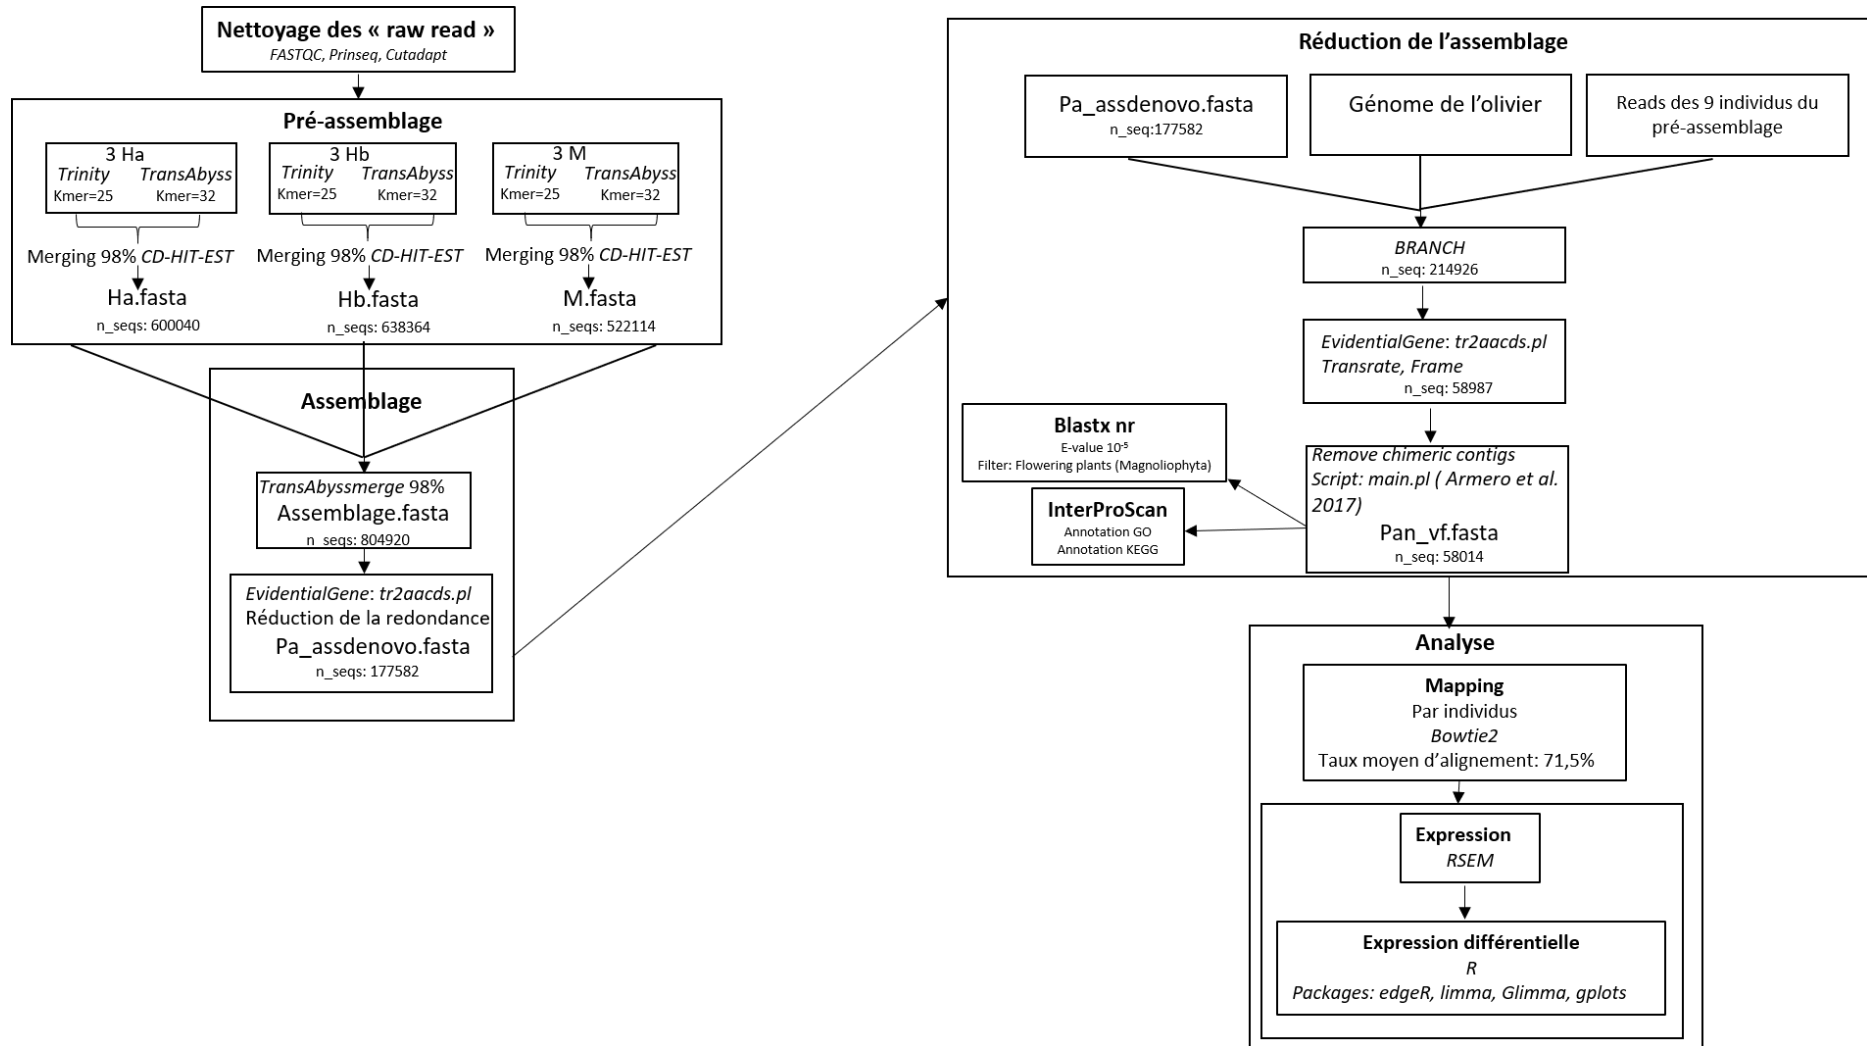 Nettoyage des « raw read »
FASTQC, Prinseq, Cutadapt
Pré-assemblage
3 Ha
Trinity TransAbyss
Kmer=25 Kmer=32
Merging 98% CD-HIT-EST
Ha.fasta
n_seqs: 600040
3 Hb
Trinity TransAbyss
Kmer=25 Kmer=32
Merging 98% CD-HIT-EST
Hb.fasta
n_seqs: 638364
3 M
Trinity TransAbyss
Kmer=25 Kmer=32
Merging 98% CD-HIT-EST
M.fasta
n_seqs: 522114
Assemblage
TransAbyssmerge 98%
Assemblage.fasta
n_seqs: 804920
EvidentialGene: tr2aacds.pl
Réduction de la redondance
Pa_assdenovo.fasta
n_seqs: 177582
Réduction de l’assemblage
Pa_assdenovo.fasta
n_seq:177582
Génome de l’olivier
Reads des 9 individus du
pré-assemblage
BRANCH
n_seq: 214926
EvidentialGene: tr2aacds.pl
Transrate, Frame
n_seq: 58987
Remove chimeric contigs
Script: main.pl ( Armero et al.
2017)
Pan_vf.fasta
n_seq: 58014
Blastx nr
E-value 10⁻⁵
Filter: Flowering plants (Magnoliophyta)
InterProScan
Annotation GO
Annotation KEGG
Analyse
Mapping
Par individus
Bowtie2
Taux moyen d’alignement: 71,5%
Expression
RSEM
Expression différentielle
R
Packages: edgeR, limma, Glimma, gplots